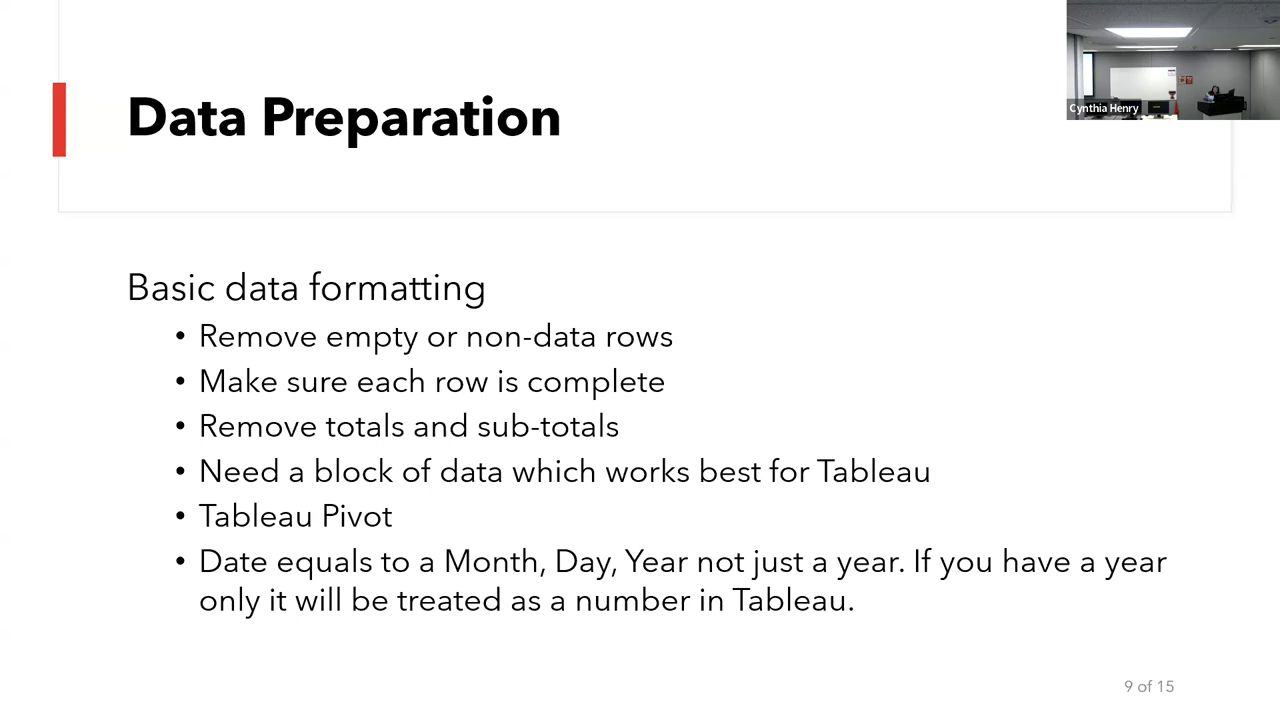 Data Preparation
Cynthia Henry
Basic data formatting
• Remove empty or non-data rows
• Make sure each row is complete
• Remove totals and sub-totals
• Need a block of data which works best for Tableau
• Tableau Pivot
• Date equals to a Month, Day, Year not just a year. If you have a year
only it will be treated as a number in Tableau.
9 of 15